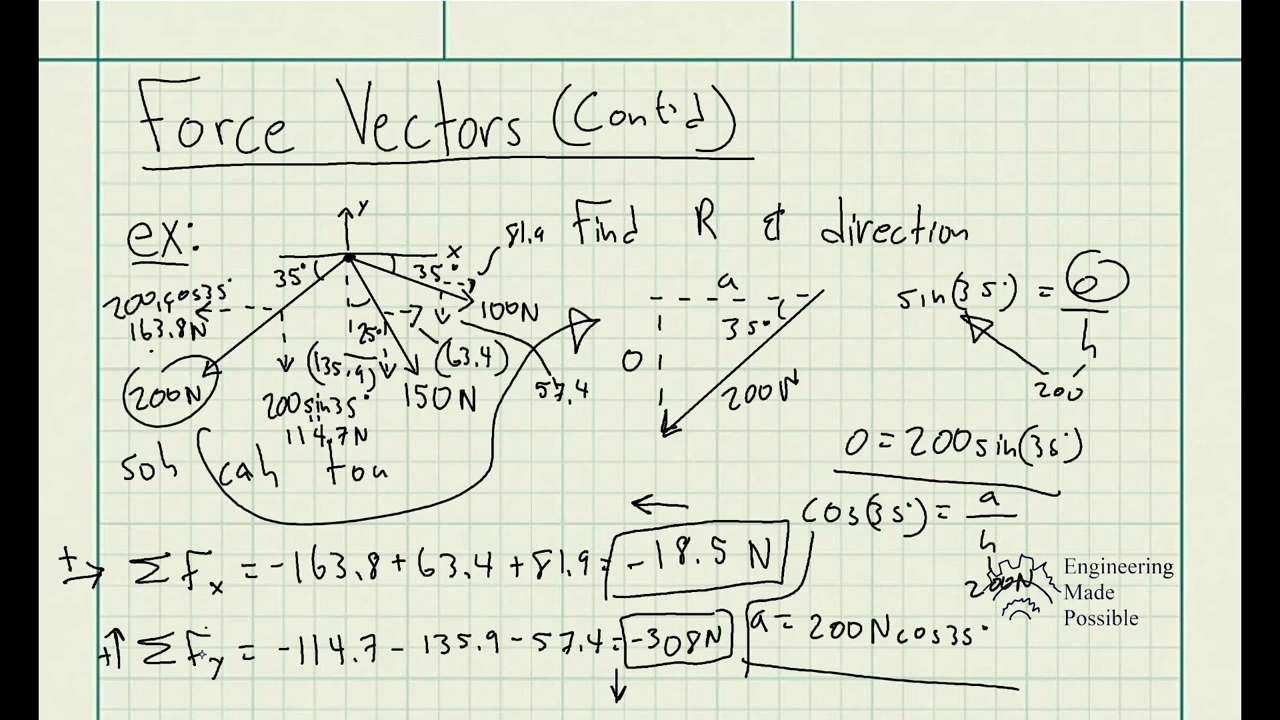 Force Vectors (Cont'd)
ex:
Find R & direction
y
x
35°
35°
81.9
200cos35°
163.8N
200N
25°
(135.9)
200sin35°
114.7N
150N
(63.4)
100N
57.4
a
35°
o
200N
sin(35°) = o
h
200
o = 200sin(35°)
soh cah toa
cos(35°) = a
h
200N
a = 200Ncos35°
+→ ΣFx = -163.8 + 63.4 + 81.9 = -18.5 N
+↑ ΣFy = -114.7 - 135.9 - 57.4 = -308N
Engineering
Made
Possible